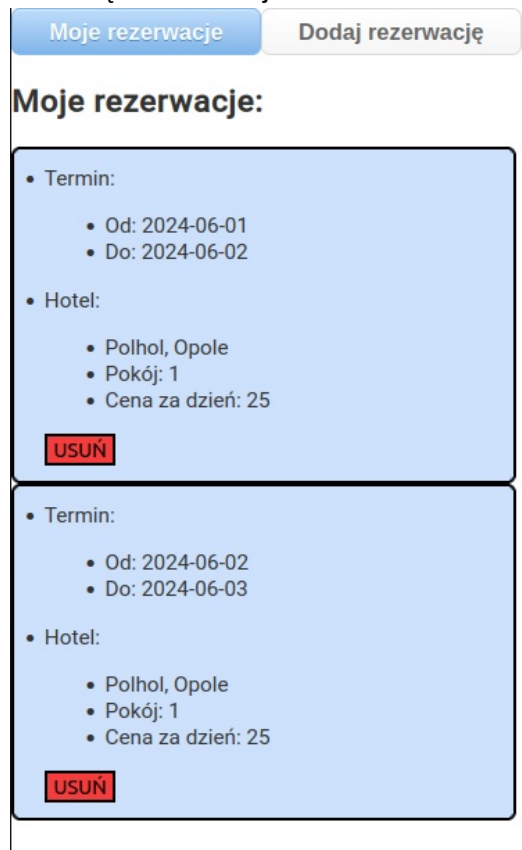 Moje rezerwacje
Dodaj rezerwację
Moje rezerwacje:
Termin:
Od: 2024-06-01
Do: 2024-06-02
Hotel:
Polhol, Opole
Pokój: 1
Cena za dzień: 25
USUŃ
Termin:
Od: 2024-06-02
Do: 2024-06-03
Hotel:
Polhol, Opole
Pokój: 1
Cena za dzień: 25
USUŃ